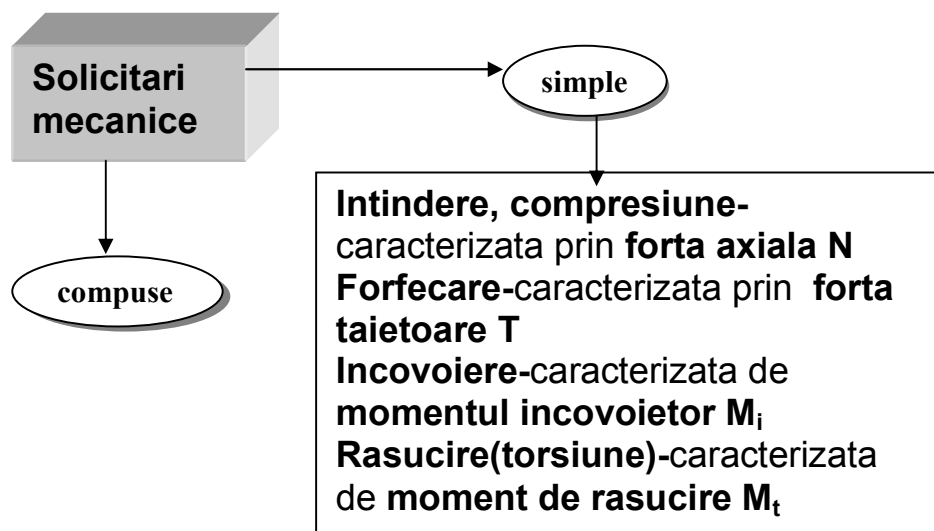 Solicitari
mecanice
simple
compuse
Intindere, compresiune-
caracterizata prin forta axiala N
Forfecare-caracterizata prin forta
taietoare T
Incovoiere-caracterizata de
momentul incovoietor Mi
Rasucire(torsiune)-caracterizata
de moment de rasucire Mt